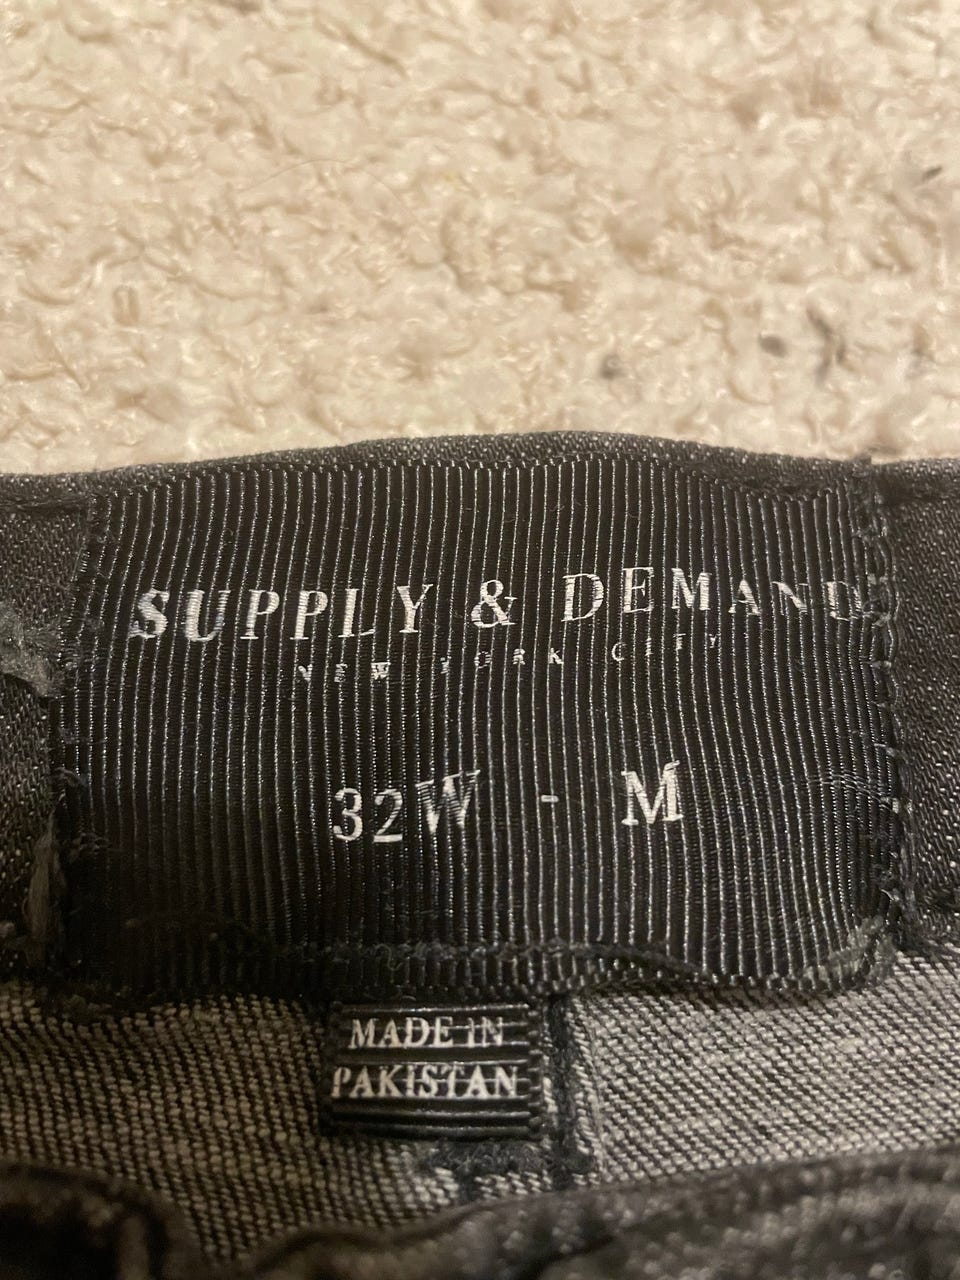 SUPPLY & DEMAND
NEW YORK CITY
32W - M
MADE IN
PAKISTAN